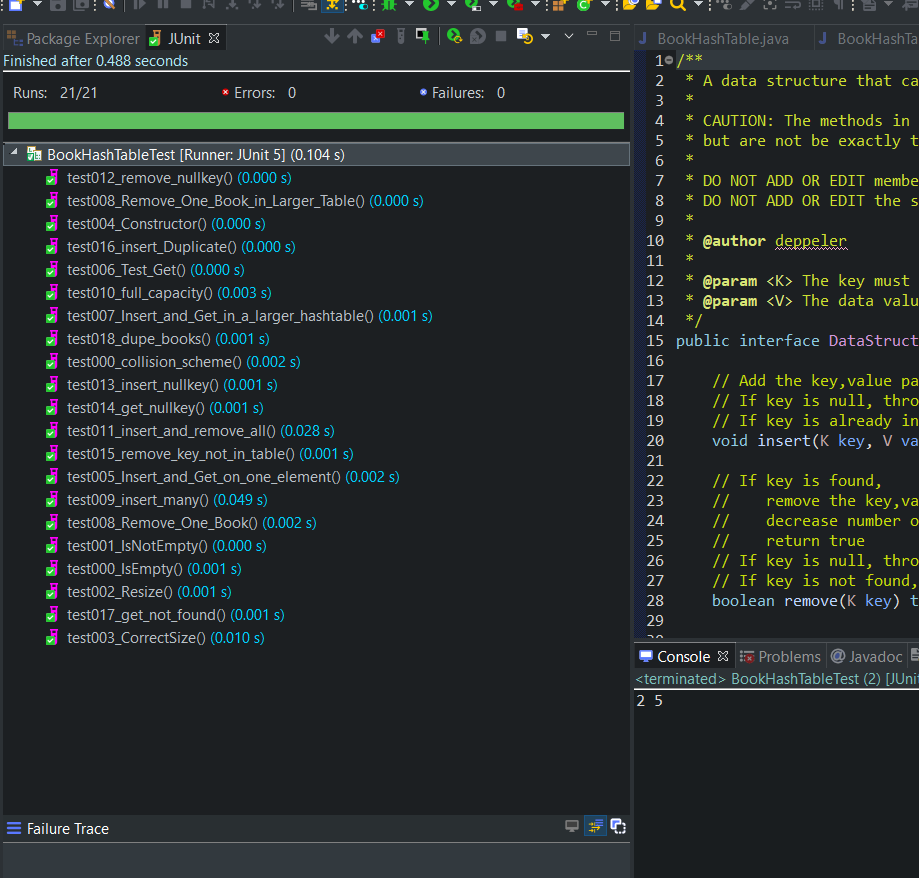 Package Explorer JUnit
Finished after 0.488 seconds
Runs: 21/21 Errors: 0 Failures: 0
BookHashTableTest [Runner: JUnit 5] (0.104 s)
test012_remove_nullkey() (0.000 s)
test008_Remove_One_Book_in_Larger_Table() (0.000 s)
test004_Constructor() (0.000 s)
test016_insert_Duplicate() (0.000 s)
test006_Test_Get() (0.000 s)
test010_full_capacity() (0.003 s)
test007_Insert_and_Get_in_a_larger_hashtable() (0.001 s)
test018_dupe_books() (0.001 s)
test000_collision_scheme() (0.002 s)
test013_insert_nullkey() (0.001 s)
test014_get_nullkey() (0.001 s)
test011_insert_and_remove_all() (0.028 s)
test015_remove_key_not_in_table() (0.001 s)
test005_Insert_and_Get_on_one_element() (0.002 s)
test009_insert_many() (0.049 s)
test008_Remove_One_Book() (0.002 s)
test001_IsNotEmpty() (0.000 s)
test000_IsEmpty() (0.001 s)
test002_Resize() (0.001 s)
test017_get_not_found() (0.001 s)
test003_CorrectSize() (0.010 s)
Failure Trace
BookHashTable.java BookHashTa
1 /**
2 * A data structure that ca
3 *
4 * CAUTION: The methods in
5 * but are not be exactly t
6 *
7 * DO NOT ADD OR EDIT membe
8 * DO NOT ADD OR EDIT the s
9 *
10 * @author deppeler
11 *
12 * @param <K> The key must
13 * @param <V> The data valu
14 */
15 public interface DataStruct
16
17 // Add the key,value pa
18 // If key is null, thro
19 // If key is already in
20 void insert(K key, V va
21
22 // If key is found,
23 // remove the key,va
24 // decrease number o
25 // return true
26 // If key is null, thro
27 // If key is not found,
28 boolean remove(K key) t
29
30
Console Problems Javadoc
<terminated> BookHashTableTest (2) [JUni
2 5